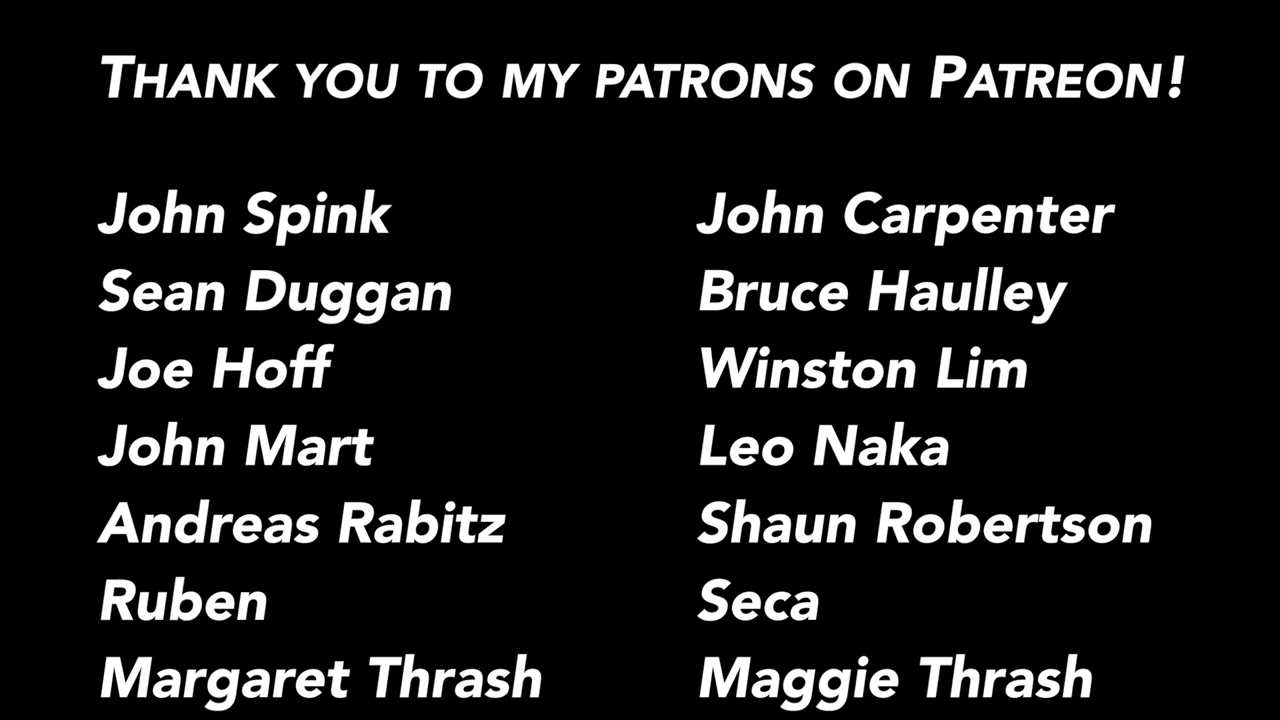 THANK YOU TO MY PATRONS ON PATREON!
John Spink
John Carpenter
Sean Duggan
Bruce Haulley
Joe Hoff
Winston Lim
John Mart
Leo Naka
Andreas Rabitz
Shaun Robertson
Ruben
Seca
Margaret Thrash
Maggie Thrash